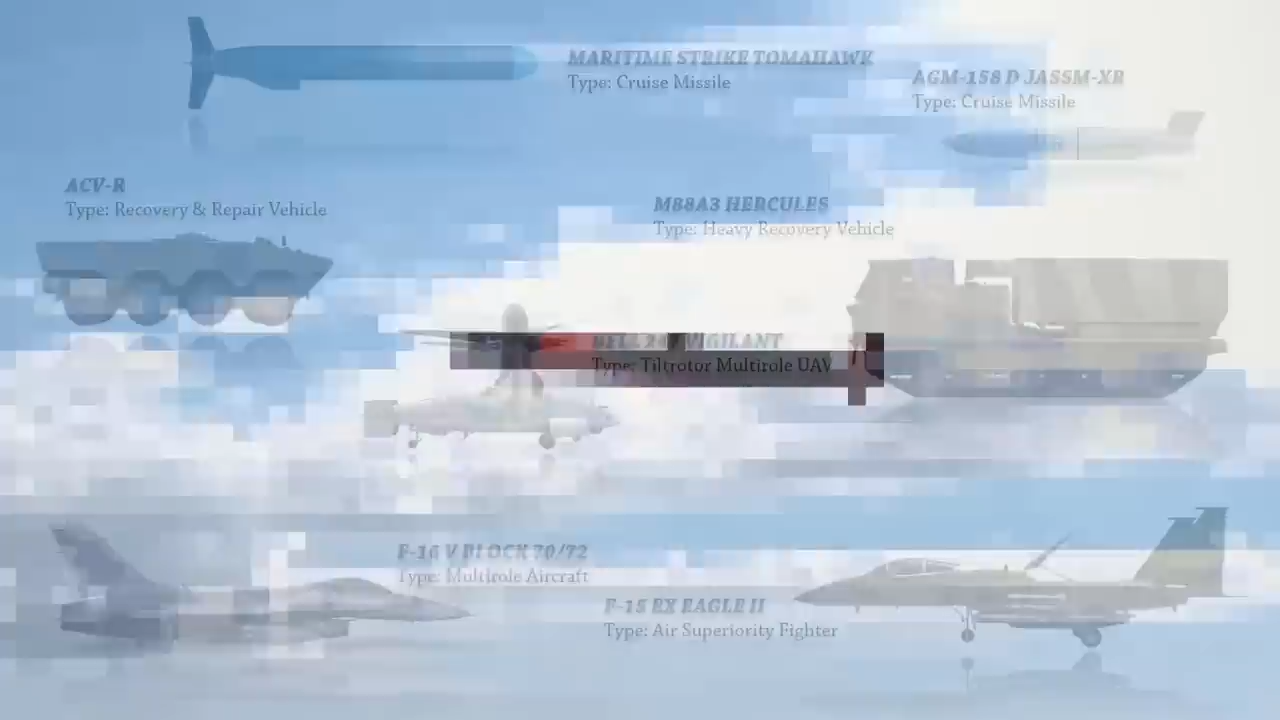 MARITIME STRIKE TOMAHAWK
Type: Cruise Missile
AGM-158 D JASSM-XR
Type: Cruise Missile
ACV-R
Type: Recovery & Repair Vehicle
M88A3 HERCULES
Type: Heavy Recovery Vehicle
BELL VIGILANT
Type: Tiltrotor Multirole UAV
F-16 V BLOCK 70/72
Type: Multirole Aircraft
F-15 EX EAGLE II
Type: Air Superiority Fighter